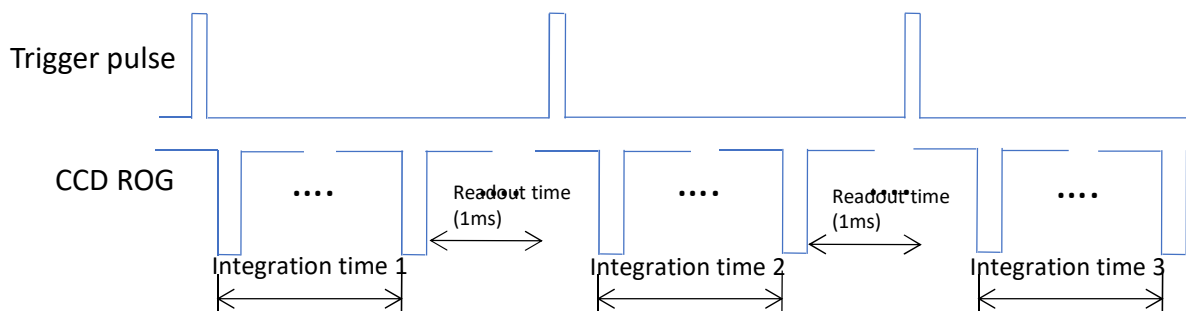 Trigger pulse
CCD ROG
....
Readout time
(1ms)
....
....
Readout time
(1ms)
....
....
Integration time 1
Integration time 2
Integration time 3